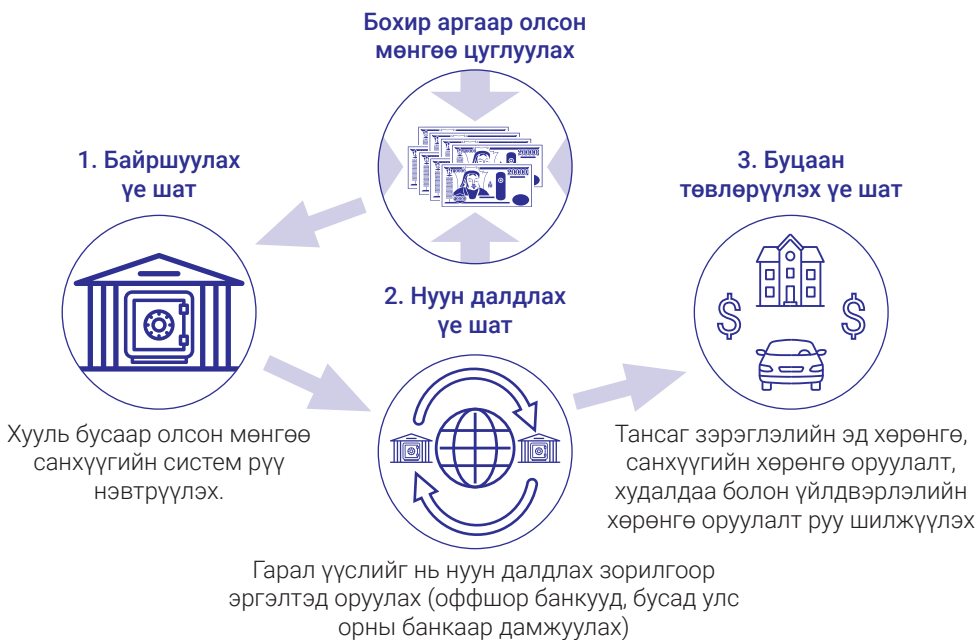 Бохир аргаар олсон
мөнгөө цуглуулах
1. Байршуулах
үе шат
Хууль бусаар олсон мөнгөө
санхүүгийн систем рүү
нэвтрүүлэх.
2. Нуун далдлах
үе шат
Гарал үүслийг нь нуун далдлах зорилгоор
эргэлтэд оруулах (оффшор банкууд, бусад улс
орны банкаар дамжуулах)
3. Буцаан
төвлөрүүлэх үе шат
$
$
Тансаг зэрэглэлийн эд хөрөнгө,
санхүүгийн хөрөнгө оруулалт,
худалдаа болон үйлдвэрлэлийн
хөрөнгө оруулалт руу шилжүүлэх